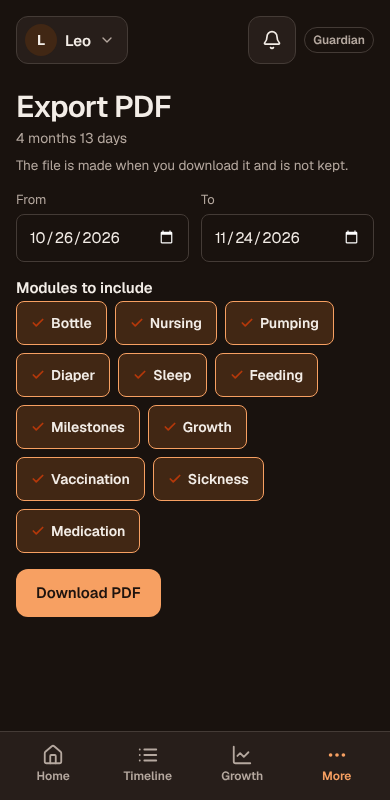 L Leo Guardian
Export PDF
4 months 13 days
The file is made when you download it and is not kept.
From To
10/26/2026 11/24/2026
Modules to include
Bottle Nursing Pumping
Diaper Sleep Feeding
Milestones Growth
Vaccination Sickness
Medication
Download PDF
Home Timeline Growth More